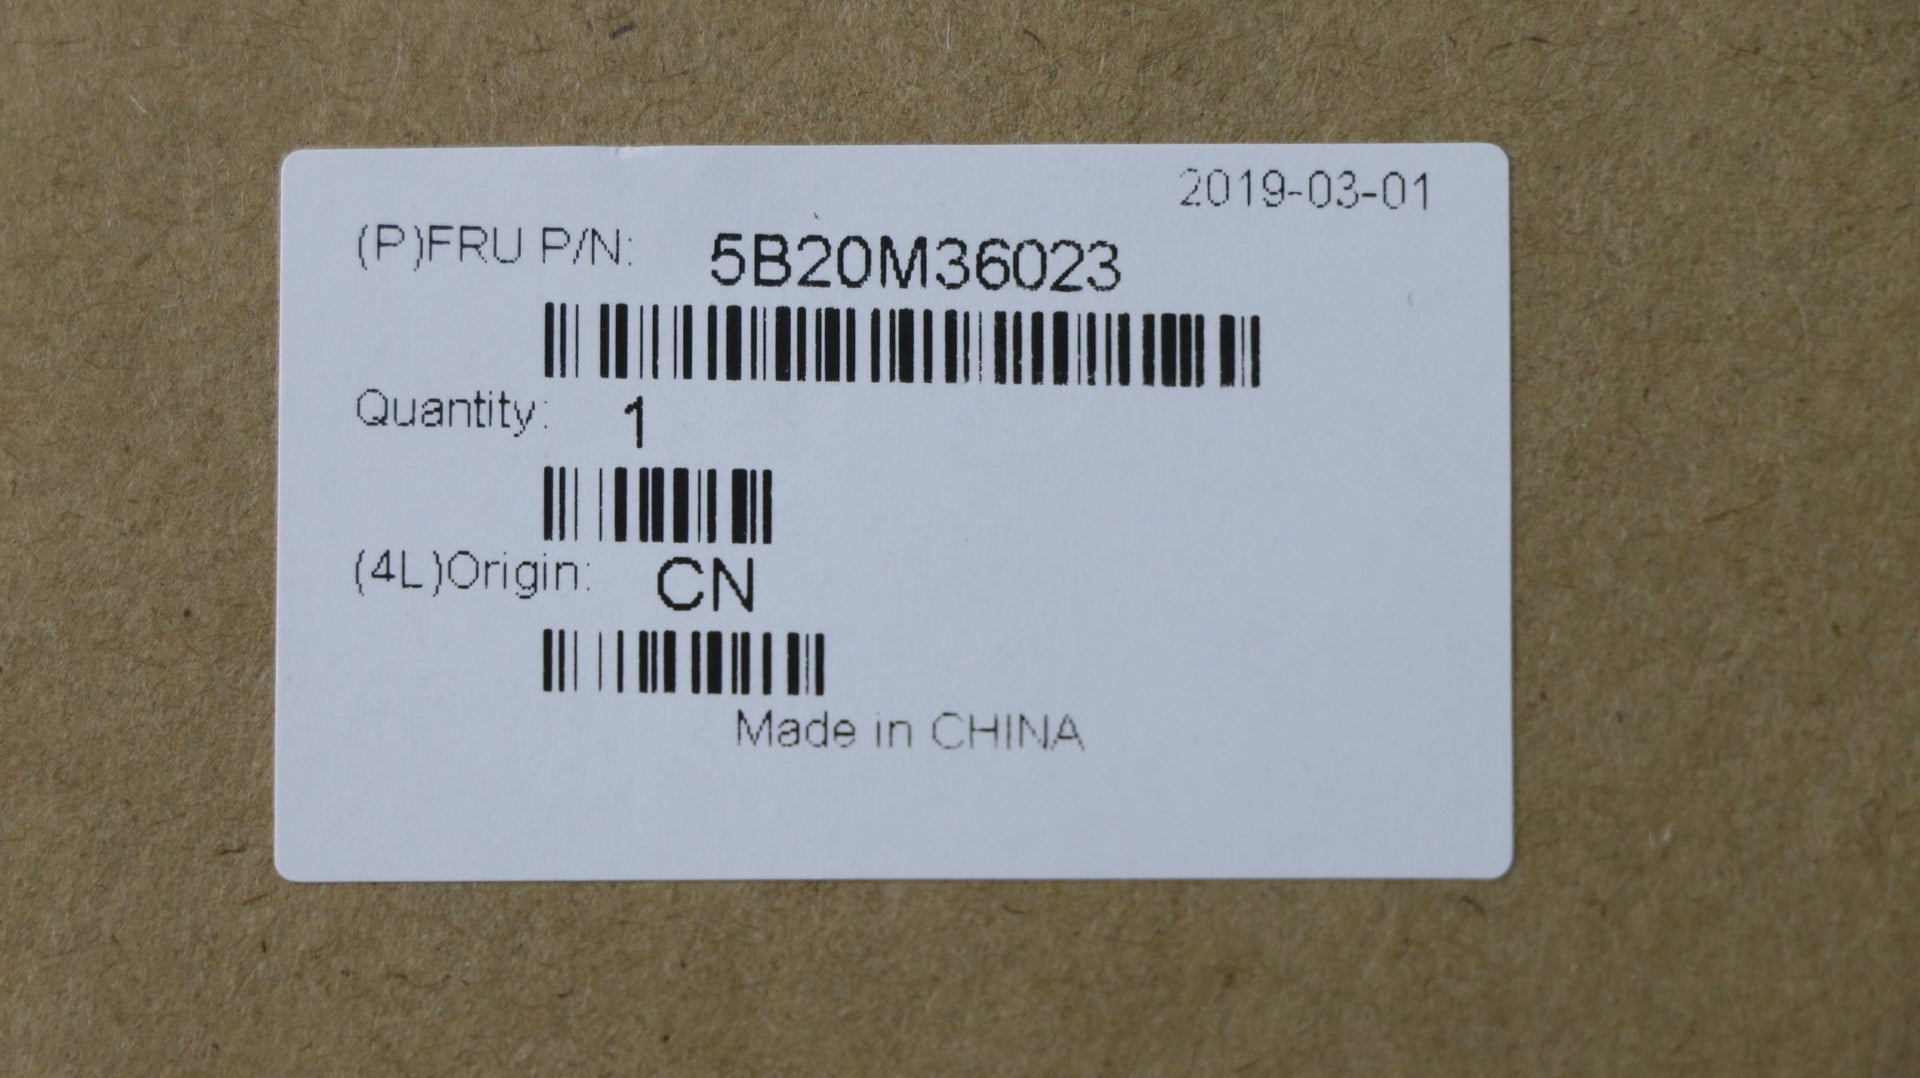 2019-03-01
(P)FRU P/N: 5B20M36023
Quantity: 1
(4L)Origin: CN
Made in CHINA